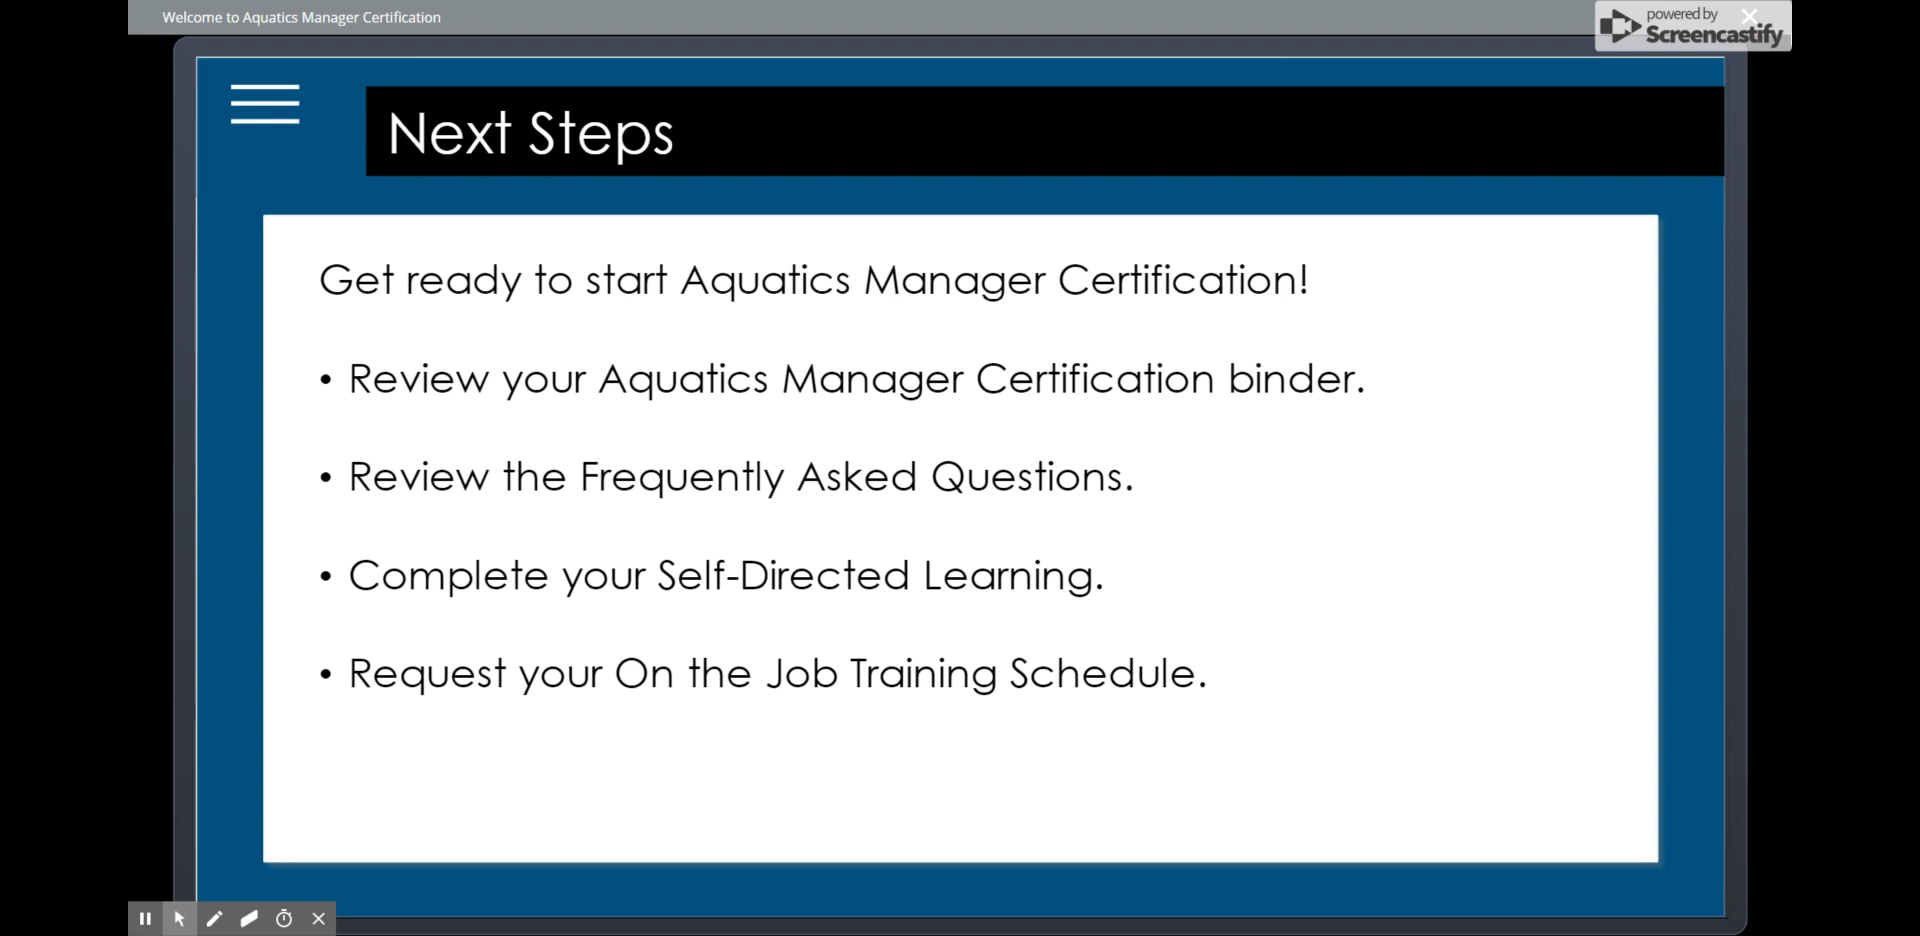 Welcome to Aquatics Manager Certification
powered by
Screencastify
Next Steps
Get ready to start Aquatics Manager Certification!
• Review your Aquatics Manager Certification binder.
• Review the Frequently Asked Questions.
• Complete your Self-Directed Learning.
• Request your On the Job Training Schedule.